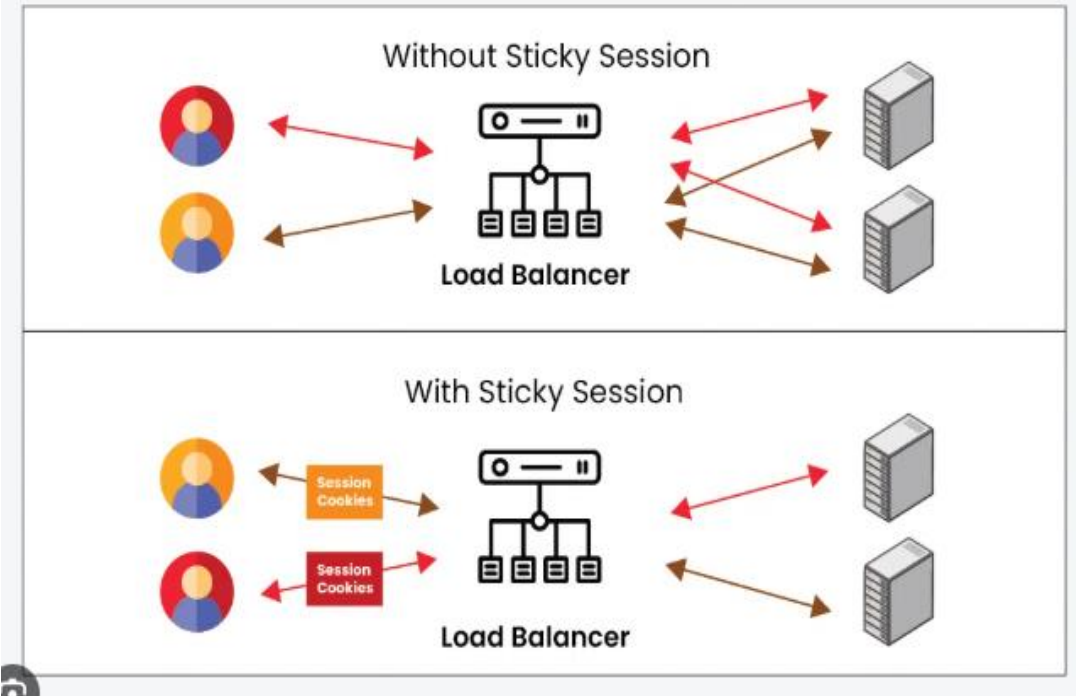 Without Sticky Session
Load Balancer
With Sticky Session
Session
Cookies
Session
Cookies
Load Balancer